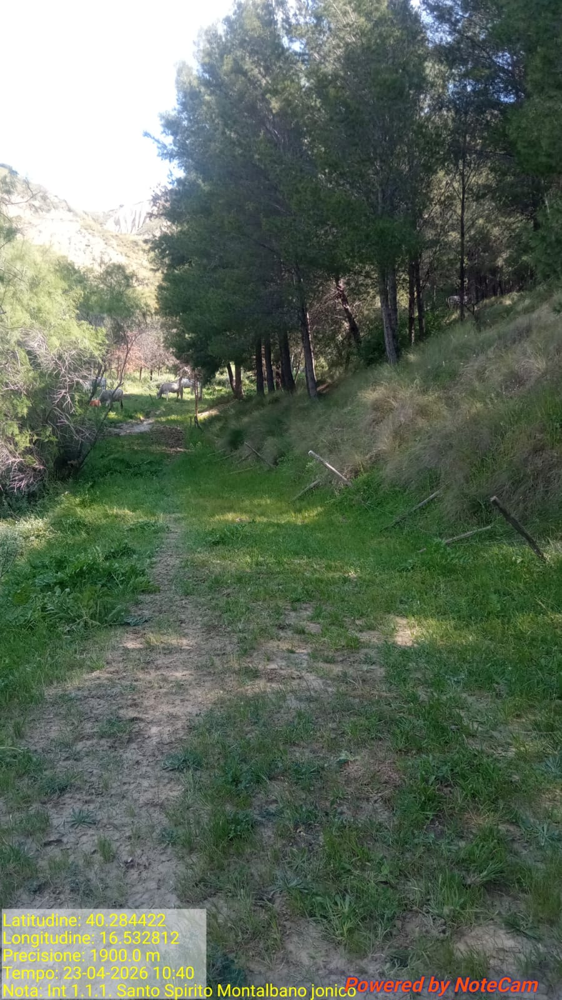 Latitudine: 40.284422
Longitudine: 16.532812
Precisione: 1900.0 m
Tempo: 23-04-2026 10:40
Nota: Int 1.1.1. Santo Spirito Montalbano jonico
Powered by NoteCam